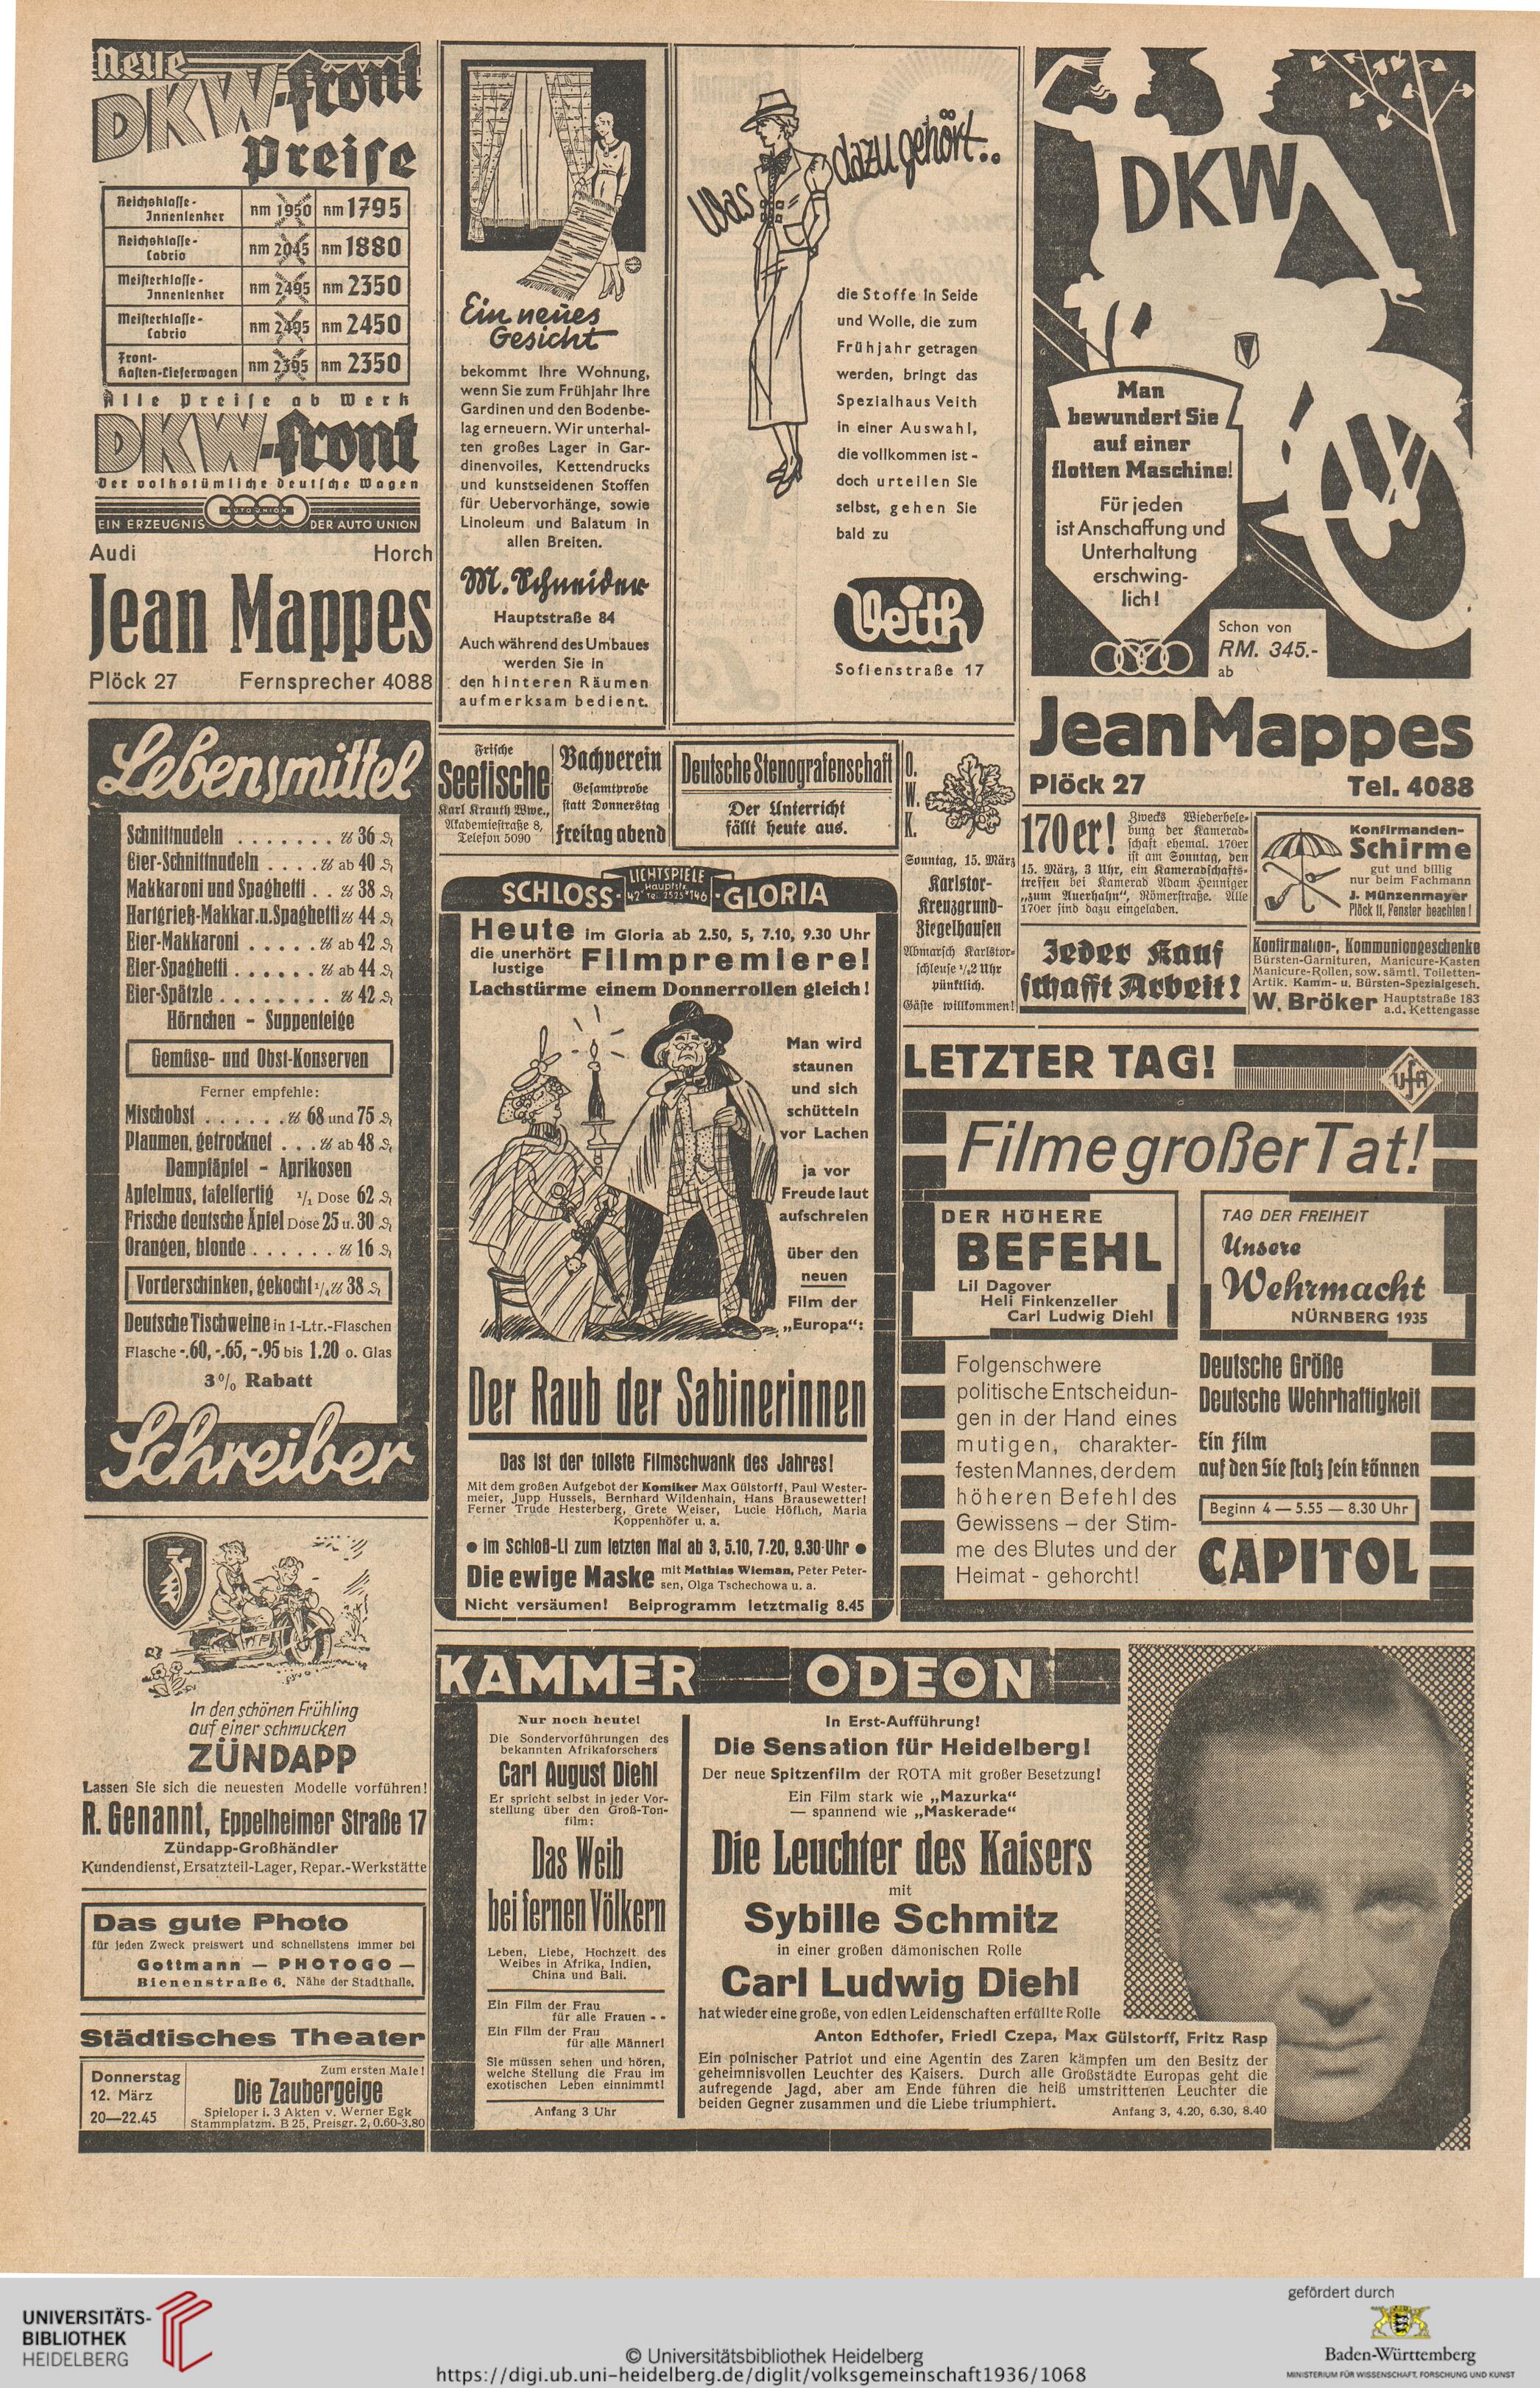 Neue
DKW-Front
Preise
Reichsklasse-Innenlenker RM 1950 RM 1795
Reichsklasse-Cabrio RM 2045 RM 1880
Meisterklasse-Innenlenker RM 2495 RM 2350
Meisterklasse-Cabrio RM 2495 RM 2450
Front-Kasten-Lieferwagen RM 2395 RM 2350
Alle Preise ab Werk
DKW-Front
Der volkstümliche deutsche Wagen
AUTO UNION
EIN ERZEUGNIS DER AUTO UNION
Audi Horch
Jean Mappes
Plöck 27 Fernsprecher 4088
Ein neues
Gesicht
bekommt Ihre Wohnung,
wenn Sie zum Frühjahr Ihre
Gardinen und den Bodenbe-
lag erneuern. Wir unterhal-
ten großes Lager in Gar-
dinenvoiles, Kettendrucks
und kunstseidenen Stoffen
für Uebervorhänge, sowie
Linoleum und Balatum in
allen Breiten.
M. Schneider
Hauptstraße 84
Auch während des Umbaues
werden Sie in
den hinteren Räumen
aufmerksam bedient.
Was dazu gehört..
die Stoffe in Seide
und Wolle, die zum
Frühjahr getragen
werden, bringt das
Spezialhaus Veith
in einer Auswahl,
die vollkommen ist -
doch urteilen Sie
selbst, gehen Sie
bald zu
Veith
Sofienstraße 17
DKW
Man
bewundert Sie
auf einer
flotten Maschine!
Für jeden
ist Anschaffung und
Unterhaltung
erschwing-
lich!
Schon von
RM. 345.-
ab
Jean Mappes
Plöck 27 Tel. 4088
Lebensmittel
Schnittnudeln . . . . . . . ℔ 36 ₰
Eier-Schnittnudeln . . . . ℔ ab 40 ₰
Makkaroni und Spaghetti . . ℔ 38 ₰
Hartgrieß-Makkar. u. Spaghetti ℔ 44 ₰
Eier-Makkaroni . . . . . ℔ ab 42 ₰
Eier-Spaghetti . . . . . . ℔ ab 44 ₰
Eier-Spätzle . . . . . . . . ℔ 42 ₰
Hörnchen - Suppenteige
Gemüse- und Obst-Konserven
Ferner empfehle:
Mischobst . . . . . . ℔ 68 und 75 ₰
Plaumen, getrocknet . . . ℔ ab 48 ₰
Dampfäpfel - Aprikosen
Apfelmus, tafelfertig 1/1 Dose 62 ₰
Frische deutsche Äpfel Dose 25 u. 30 ₰
Orangen, blonde . . . . . . ℔ 16 ₰
Vorderschinken, gekocht 1/4 ℔ 38 ₰
Deutsche Tischweine in 1-Ltr.-Flaschen
Flasche -.60, -.65, -.95 bis 1.20 o. Glas
3% Rabatt
Schreiber
Frische
Seefische
Karl Krauth Wwe.,
Akademiestraße 8,
Telefon 5090
Bachverein
Gesamtprobe
statt Donnerstag
freitag abend
Deutsche Stenografenschaft
Der Unterricht
fällt heute aus.
O.
W.
K.
Sonntag, 15. März
Karlstor-
Kreuzgrund-
Ziegelhausen
Abmarsch Karlstor-
schleuse 1/2 2 Uhr
pünktlich.
Gäste willkommen!
170er! Zwecks Wiederbele-
bung der Kamerad-
schaft ehemal. 170er
ist am Sonntag, den
15. März, 3 Uhr, ein Kameradschafts-
treffen bei Kamerad Adam Henniger
„zum Auerhahn", Römerstraße. Alle
170er sind dazu eingeladen.
Konfirmanden-
Schirme
gut und billig
nur beim Fachmann
J. Münzenmayer
Plöck 11, Fenster beachten!
Jeder Kauf
schafft Arbeit!
Konfirmation-, Kommuniongeschenke
Bürsten-Garnituren, Manicure-Kasten
Manicure-Rollen, sow. sämtl. Toiletten-
Artik. Kamm- u. Bürsten-Spezialgesch.
W. Bröker Hauptstraße 183
a.d. Kettengasse
LICHTSPIELE
SCHLOSS- Hauptstr. -GLORIA
42 * Tel. 2525 * 146
Heute im Gloria ab 2.50, 5, 7.10, 9.30 Uhr
die unerhört
lustige Filmpremiere!
Lachstürme einem Donnerrollen gleich!
Man wird
staunen
und sich
schütteln
vor Lachen
ja vor
Freude laut
aufschreien
über den
neuen
Film der
„Europa":
Der Raub der Sabinerinnen
Das ist der tollste Filmschwank des Jahres!
Mit dem großen Aufgebot der Komiker Max Gülstorff, Paul Wester-
meier, Jupp Hussels, Bernhard Wildenhain, Hans Brausewetter!
Ferner Trude Hesterberg, Grete Weiser, Lucie Höflich, Maria
Koppenhöfer u. a.
● Im Schloß-Li zum letzten Mal ab 3, 5.10, 7.20, 9.30 Uhr ●
Die ewige Maske mit Mathias Wieman, Peter Peter-
sen, Olga Tschechowa u. a.
Nicht versäumen! Beiprogramm letztmalig 8.45
LETZTER TAG!
UfA
Filme großer Tat!
DER HÖHERE
BEFEHL
Lil Dagover
Heli Finkenzeller
Carl Ludwig Diehl
TAG DER FREIHEIT
Unsere
Wehrmacht
NÜRNBERG 1935
Folgenschwere
politische Entscheidun-
gen in der Hand eines
mutigen, charakter-
festen Mannes, der dem
höheren Befehl des
Gewissens – der Stim-
me des Blutes und der
Heimat - gehorcht!
Deutsche Größe
Deutsche Wehrhaftigkeit
Ein Film
auf den Sie stolz sein können
Beginn 4 — 5.55 — 8.30 Uhr
CAPITOL
In den schönen Frühling
auf einer schmucken
ZÜNDAPP
Lassen Sie sich die neuesten Modelle vorführen!
R. Genannt, Eppelheimer Straße 17
Zündapp-Großhändler
Kundendienst, Ersatzteil-Lager, Repar.-Werkstätte
Das gute Photo
für jeden Zweck preiswert und schnellstens immer bei
Gottmann — PHOTOGO —
Bienenstraße 6, Nähe der Stadthalle.
Städtisches Theater
Donnerstag
12. März
20—22.45
Zum ersten Male!
Die Zaubergeige
Spieloper i. 3 Akten v. Werner Egk
Stammplatzm. B 25, Preisgr. 2, 0.60-3.80
KAMMER
Nur noch heute!
Die Sondervorführungen des
bekannten Afrikaforschers
Carl August Diehl
Er spricht selbst in jeder Vor-
stellung über den Groß-Ton-
film:
Das Weib
bei fernen Völkern
Leben, Liebe, Hochzeit des
Weibes in Afrika, Indien,
China und Bali.
Ein Film der Frau
für alle Frauen - -
Ein Film der Frau
für alle Männer!
Sie müssen sehen und hören,
welche Stellung die Frau im
exotischen Leben einnimmt!
Anfang 3 Uhr
ODEON
In Erst-Aufführung!
Die Sensation für Heidelberg!
Der neue Spitzenfilm der ROTA mit großer Besetzung!
Ein Film stark wie „Mazurka"
— spannend wie „Maskerade"
Die Leuchter des Kaisers
mit
Sybille Schmitz
in einer großen dämonischen Rolle
Carl Ludwig Diehl
hat wieder eine große, von edlen Leidenschaften erfüllte Rolle
Anton Edthofer, Friedl Czepa, Max Gülstorff, Fritz Rasp
Ein polnischer Patriot und eine Agentin des Zaren kämpfen um den Besitz der
geheimnisvollen Leuchter des Kaisers. Durch alle Großstädte Europas geht die
aufregende Jagd, aber am Ende führen die heiß umstrittenen Leuchter die
beiden Gegner zusammen und die Liebe triumphiert. Anfang 3, 4.20, 6.30, 8.40
UNIVERSITÄTS-
BIBLIOTHEK
HEIDELBERG
© Universitätsbibliothek Heidelberg
https://digi.ub.uni-heidelberg.de/diglit/volksgemeinschaft1936/1068
gefördert durch
Baden-Württemberg
MINISTERIUM FÜR WISSENSCHAFT, FORSCHUNG UND KUNST